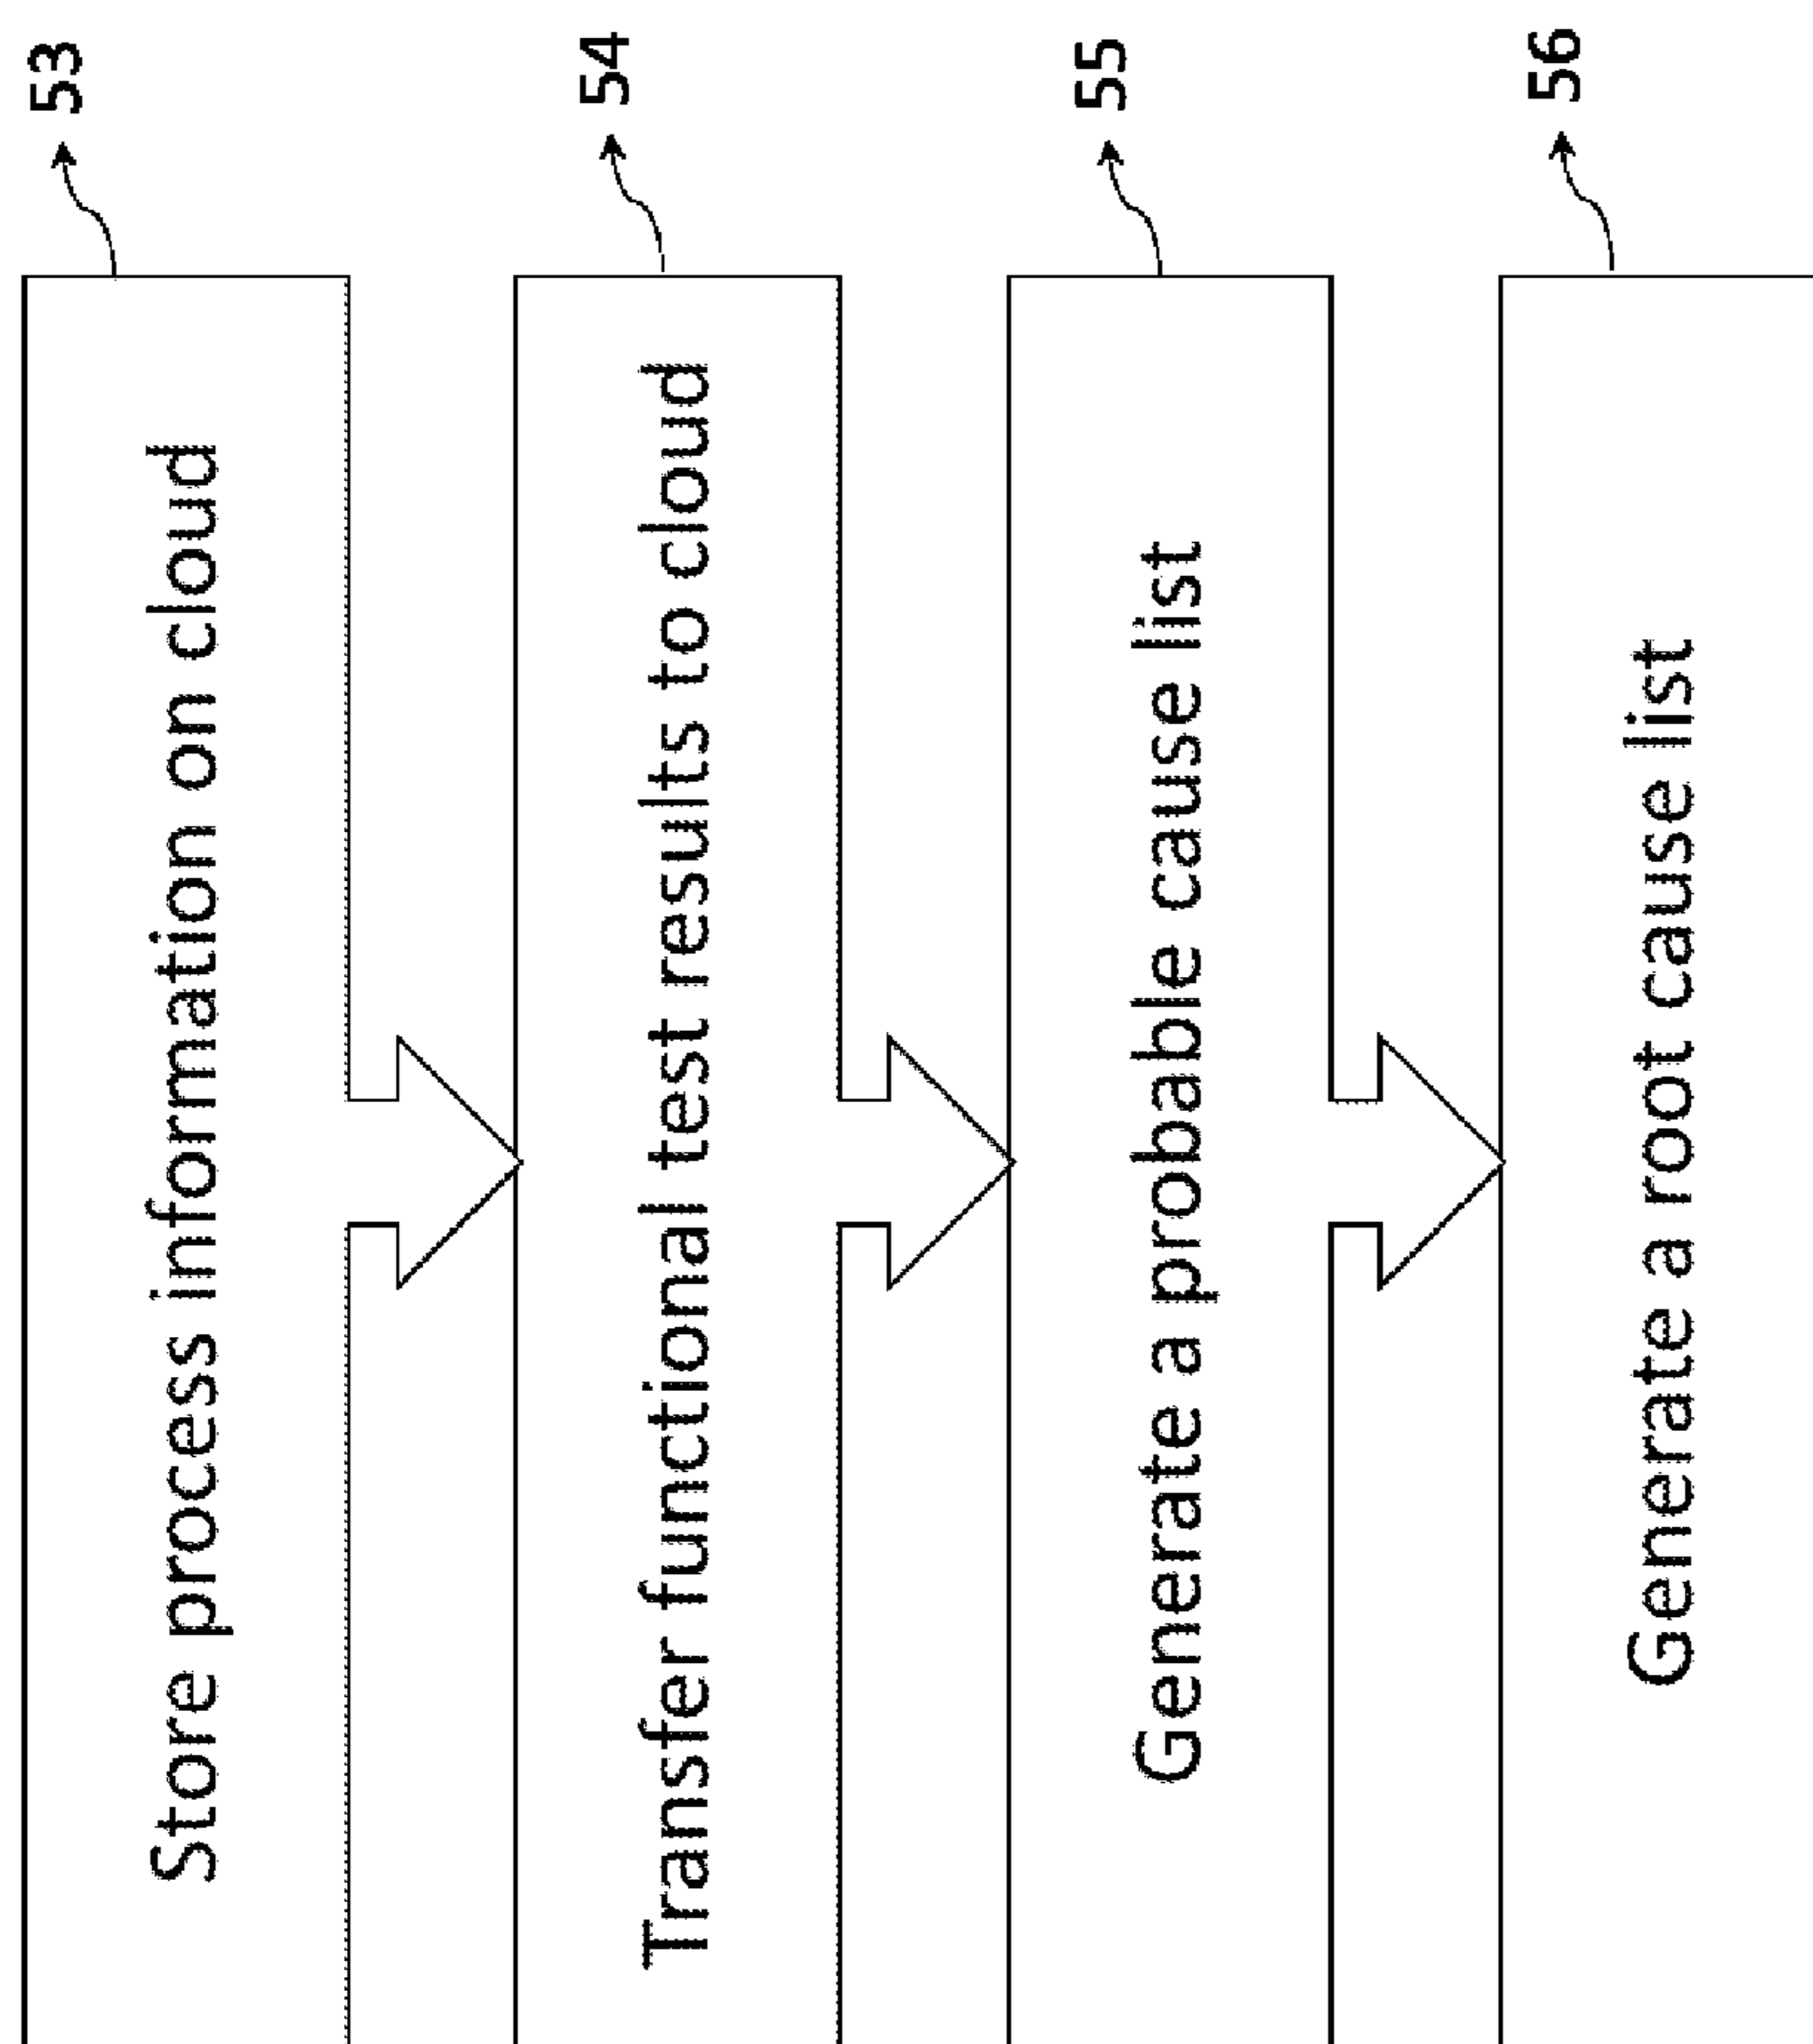 Store process information on cloud
53
Transfer functional test results to cloud
54
Generate a probable cause list
55
Generate a root cause list
56